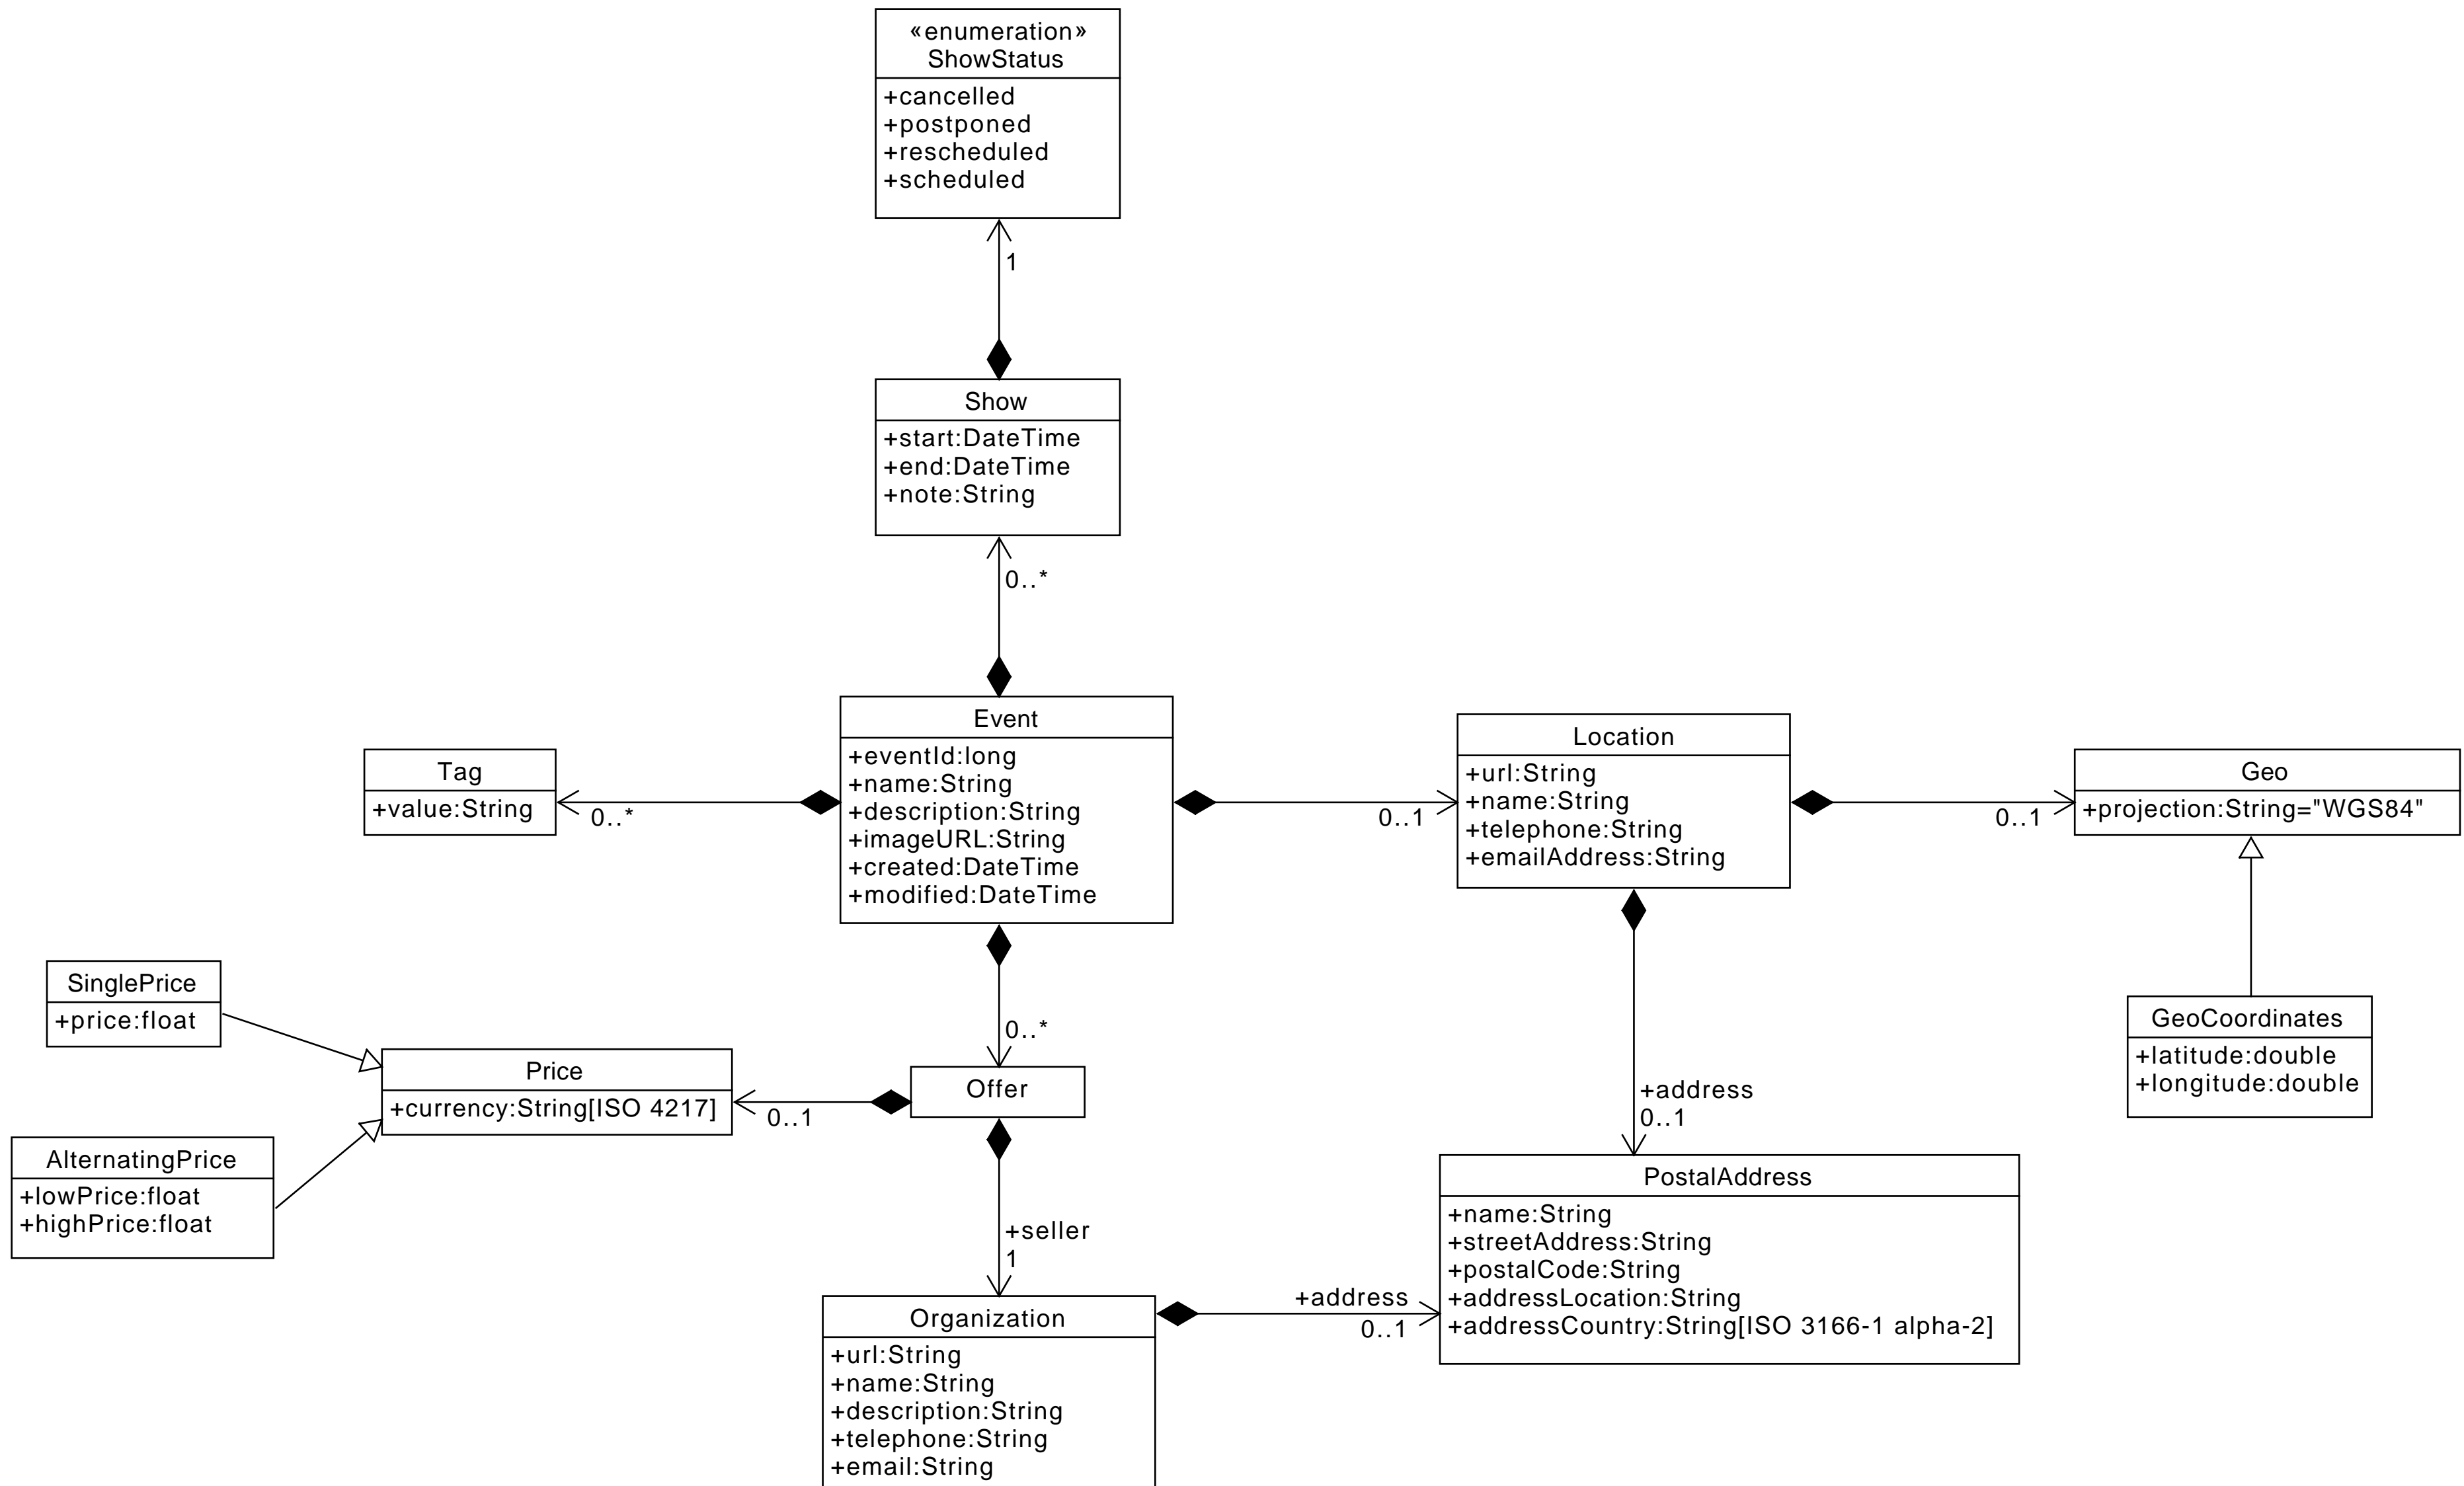 «enumeration»
ShowStatus
+cancelled
+postponed
+rescheduled
+scheduled
1
Show
+start:DateTime
+end:DateTime
+note:String
0..*
Event
+eventId:long
+name:String
+description:String
+imageURL:String
+created:DateTime
+modified:DateTime
Tag
+value:String
0..*
0..1
Location
+url:String
+name:String
+telephone:String
+emailAddress:String
0..1
Geo
+projection:String="WGS84"
GeoCoordinates
+latitude:double
+longitude:double
SinglePrice
+price:float
AlternatingPrice
+lowPrice:float
+highPrice:float
Price
+currency:String[ISO 4217]
0..1
0..*
Offer
+seller
1
Organization
+url:String
+name:String
+description:String
+telephone:String
+email:String
+address
0..1
+address
0..1
PostalAddress
+name:String
+streetAddress:String
+postalCode:String
+addressLocation:String
+addressCountry:String[ISO 3166-1 alpha-2]